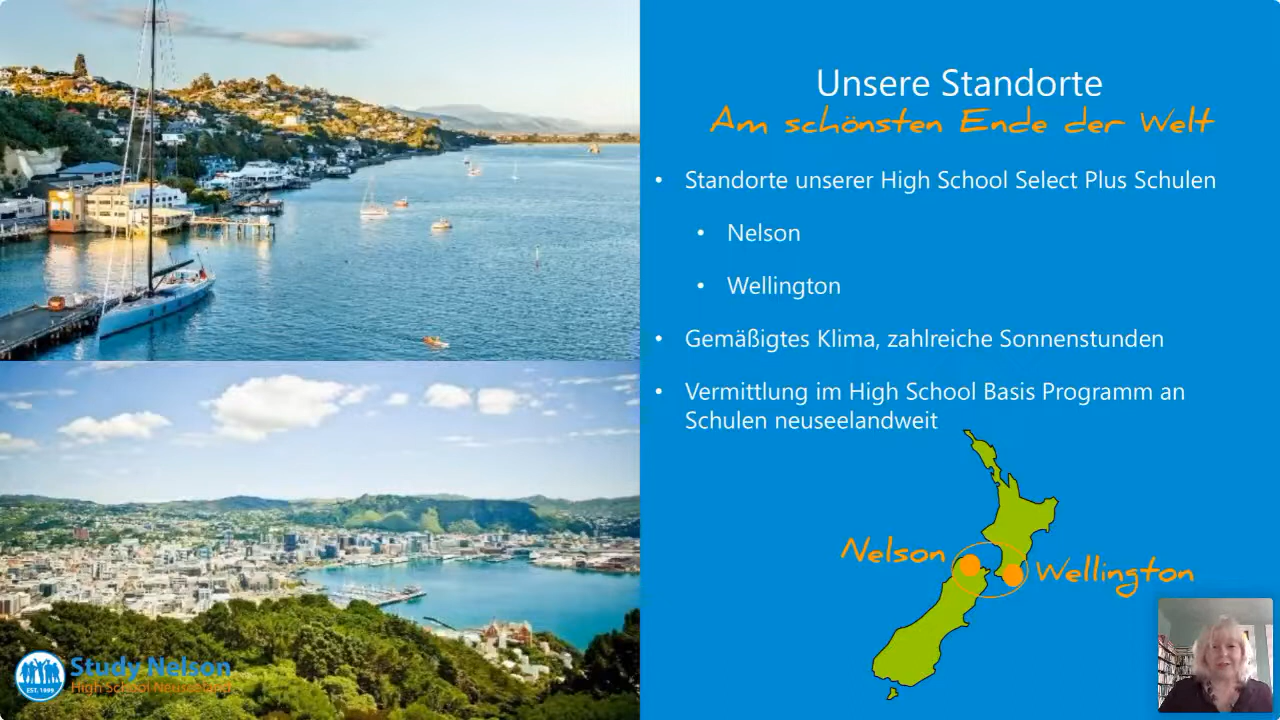 Unsere Standorte
Am schönsten Ende der Welt
• Standorte unserer High School Select Plus Schulen
• Nelson
• Wellington
• Gemäßigtes Klima, zahlreiche Sonnenstunden
• Vermittlung im High School Basis Programm an
Schulen neuseelandweit
Nelson
Wellington
Study Nelson
High School Neuseeland
EST. 1999